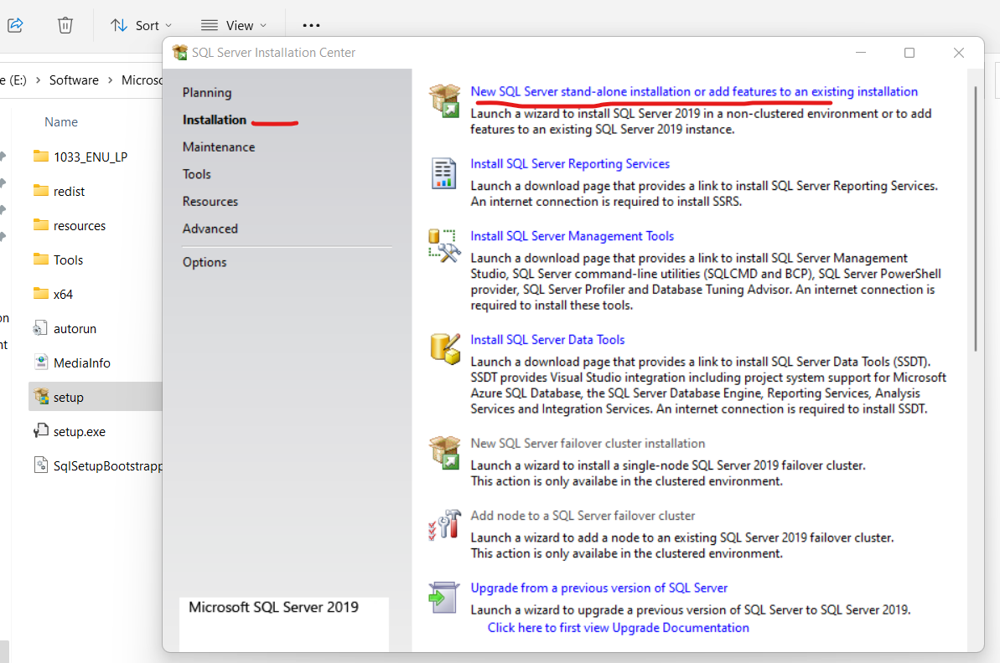 Sort
View
e (E:) > Software > Microso
SQL Server Installation Center
Name
1033_ENU_LP
redist
resources
Tools
x64
autorun
MediaInfo
setup
setup.exe
SqlSetupBootstrapp
on
nt
Planning
Installation
Maintenance
Tools
Resources
Advanced
Options
Microsoft SQL Server 2019
New SQL Server stand-alone installation or add features to an existing installation
Launch a wizard to install SQL Server 2019 in a non-clustered environment or to add
features to an existing SQL Server 2019 instance.
Install SQL Server Reporting Services
Launch a download page that provides a link to install SQL Server Reporting Services.
An internet connection is required to install SSRS.
Install SQL Server Management Tools
Launch a download page that provides a link to install SQL Server Management
Studio, SQL Server command-line utilities (SQLCMD and BCP), SQL Server PowerShell
provider, SQL Server Profiler and Database Tuning Advisor. An internet connection is
required to install these tools.
Install SQL Server Data Tools
Launch a download page that provides a link to install SQL Server Data Tools (SSDT).
SSDT provides Visual Studio integration including project system support for Microsoft
Azure SQL Database, the SQL Server Database Engine, Reporting Services, Analysis
Services and Integration Services. An internet connection is required to install SSDT.
New SQL Server failover cluster installation
Launch a wizard to install a single-node SQL Server 2019 failover cluster.
This action is only availabe in the clustered environment.
Add node to a SQL Server failover cluster
Launch a wizard to add a node to an existing SQL Server 2019 failover cluster.
This action is only availabe in the clustered environment.
Upgrade from a previous version of SQL Server
Launch a wizard to upgrade a previous version of SQL Server to SQL Server 2019.
Click here to first view Upgrade Documentation